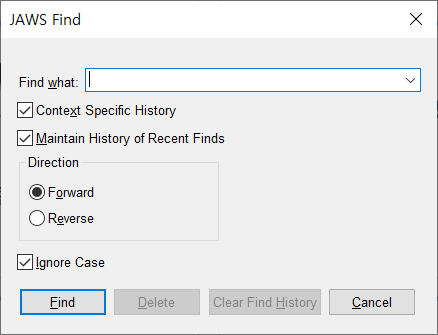 JAWS Find
Find what:
Context Specific History
Maintain History of Recent Finds
Direction
Forward
Reverse
Ignore Case
Find Delete Clear Find History Cancel